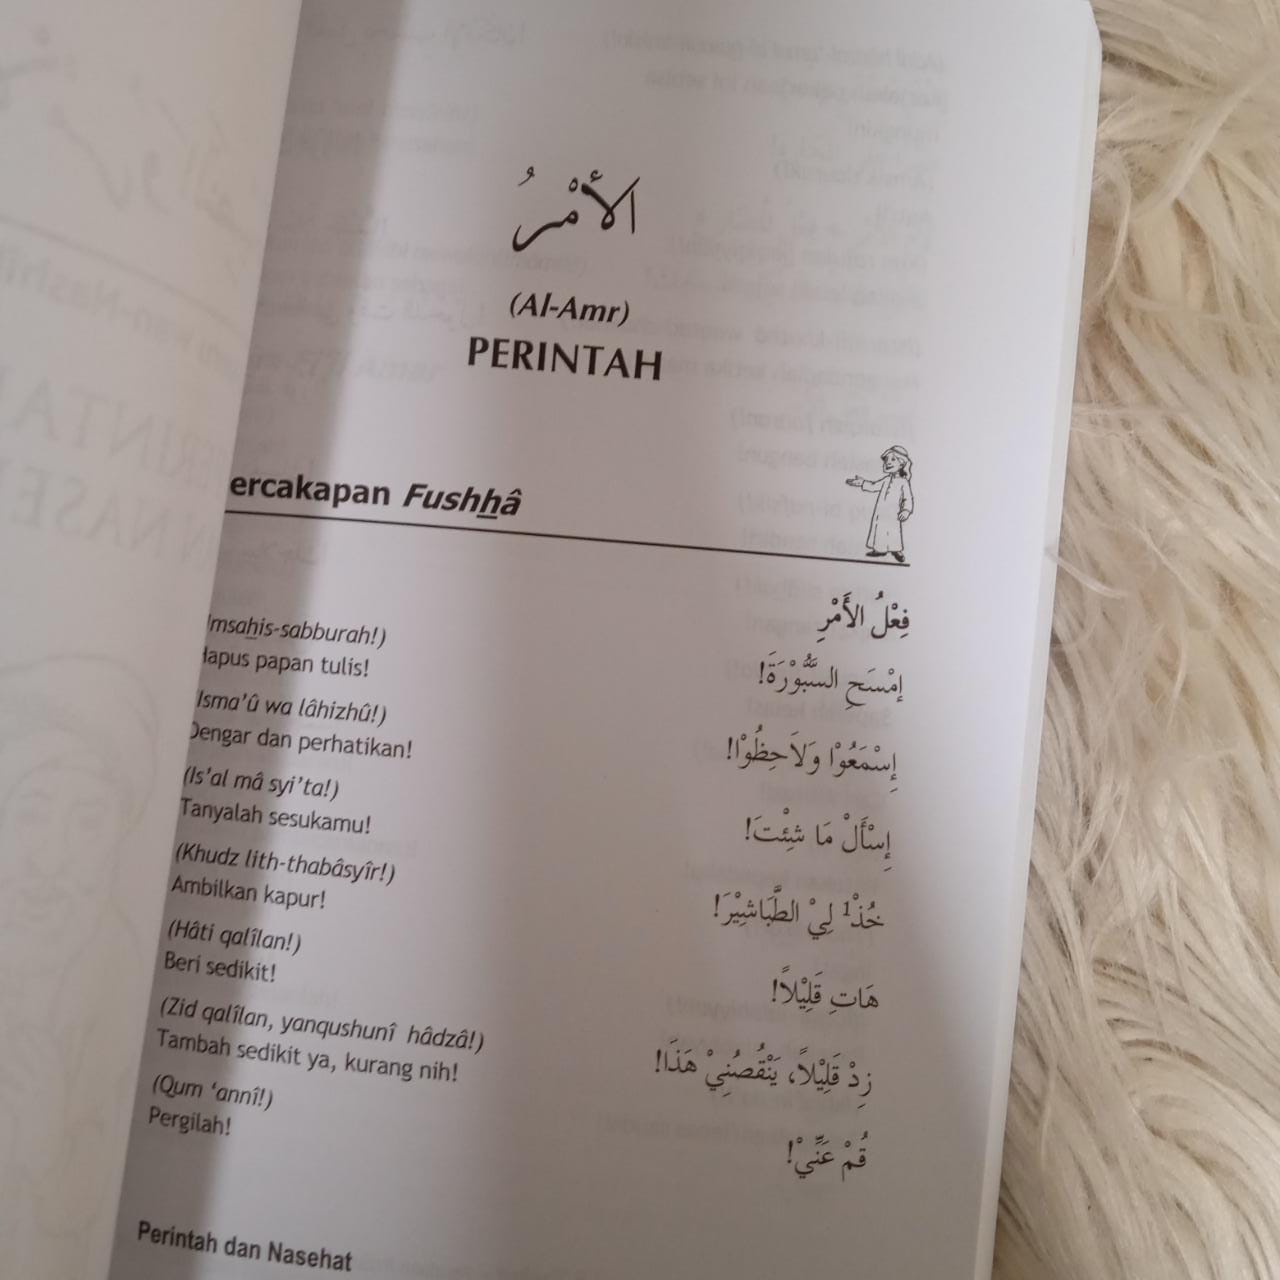 الأَمْرُ
(Al-Amr)
PERINTAH
ercakapan Fushhâ
فِعْلُ الأَمْرِ
(Imsahis-sabburah!)
إِمْسَحِ السَّبُّوْرَةَ!
Hapus papan tulis!
(Isma'û wa lâhizhû!)
إِسْمَعُوْا وَلاَحِظُوْا!
Dengar dan perhatikan!
(Is'al mâ syi'ta!)
إِسْأَلْ مَا شِئْتَ!
Tanyalah sesukamu!
(Khudz lith-thabâsyîr!)
خُذْ¹ لِيْ الطَّبَاشِيْرَ!
Ambilkan kapur!
(Hâti qalîlan!)
هَاتِ قَلِيْلاً!
Beri sedikit!
(Zid qalîlan, yanqushunî hâdzâ!)
زِدْ قَلِيْلاً، يَنْقُصُنِيْ هَذَا!
Tambah sedikit ya, kurang nih!
(Qum 'annî!)
قُمْ عَنِّيْ!
Pergilah!
Perintah dan Nasehat